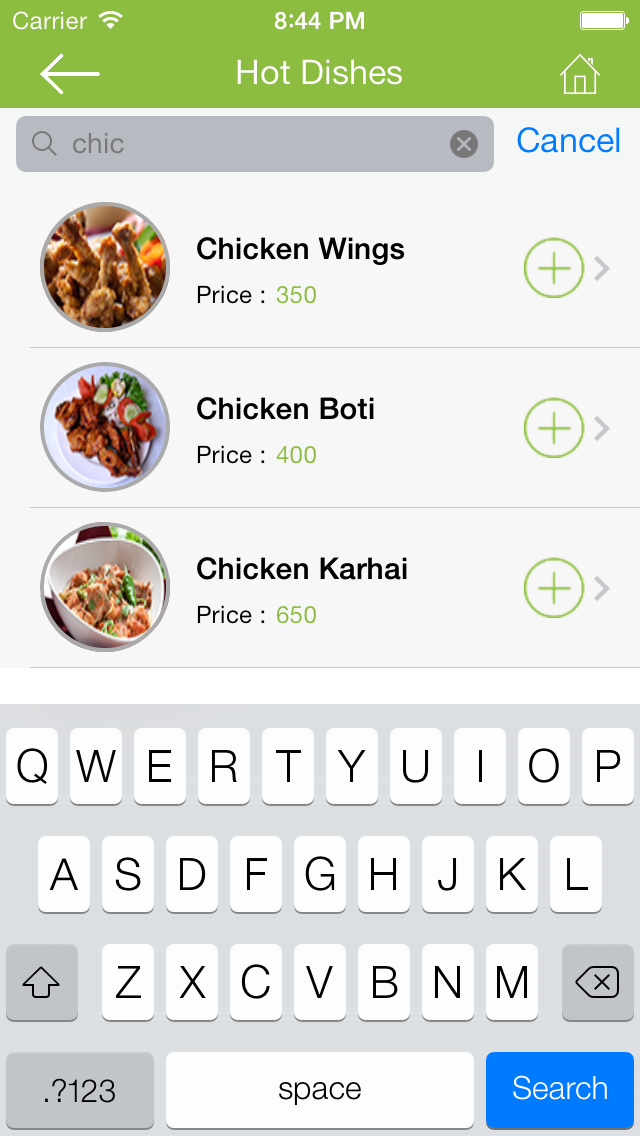 Carrier 8:44 PM
Hot Dishes
chic Cancel
Chicken Wings
Price : 350
Chicken Boti
Price : 400
Chicken Karhai
Price : 650
Q W E R T Y U I O P
A S D F G H J K L
Z X C V B N M
.?123 space Search